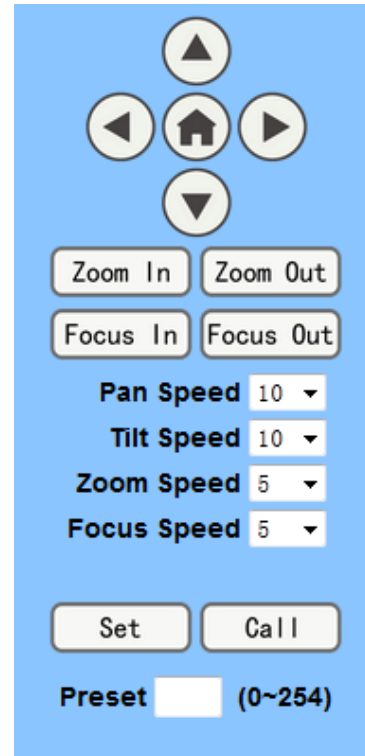 Zoom In Zoom Out
Focus In Focus Out
Pan Speed 10
Tilt Speed 10
Zoom Speed 5
Focus Speed 5
Set Call
Preset (0~254)